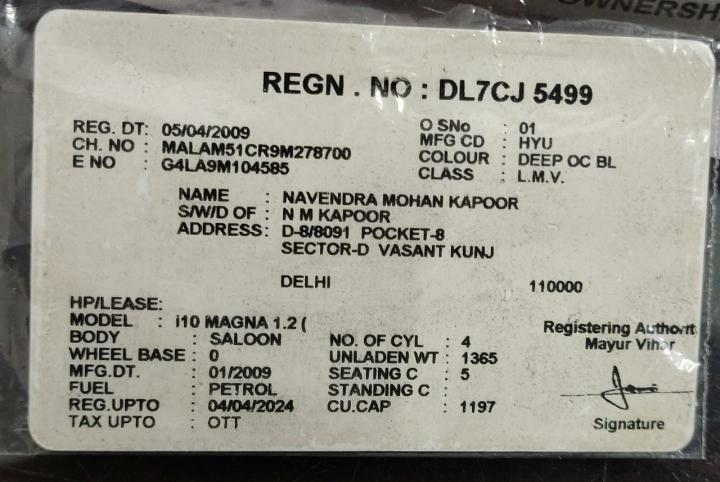 OWNERSH
REGN . NO : DL7CJ 5499
REG. DT: 05/04/2009 O SNo : 01
CH. NO : MALAM51CR9M278700 MFG CD : HYU
E NO : G4LA9M104585 COLOUR : DEEP OC BL
CLASS : L.M.V.
NAME : NAVENDRA MOHAN KAPOOR
S/W/D OF : N M KAPOOR
ADDRESS: D-8/8091 POCKET-8
SECTOR-D VASANT KUNJ
DELHI 110000
HP/LEASE:
MODEL : i10 MAGNA 1.2 (
BODY : SALOON NO. OF CYL : 4
WHEEL BASE : 0 UNLADEN WT : 1365
MFG.DT. : 01/2009 SEATING C : 5
FUEL : PETROL STANDING C :
REG.UPTO : 04/04/2024 CU.CAP : 1197
TAX UPTO : OTT
Registering Authorit
Mayur Vihar
Signature